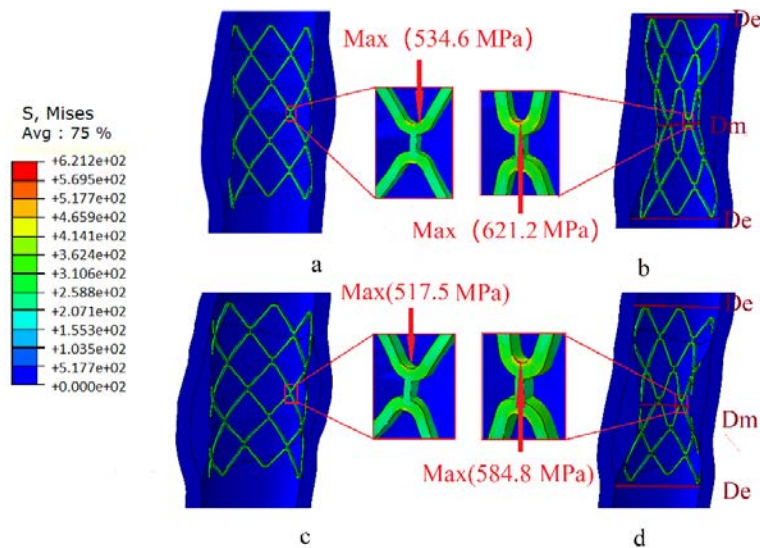 Max (534.6 MPa)
De
S, Mises
Avg : 75 %
+6.212e+02
+5.695e+02
+5.177e+02
+4.659e+02
+4.141e+02
+3.624e+02
+3.106e+02
+2.588e+02
+2.071e+02
+1.553e+02
+1.035e+02
+5.177e+02
+0.000e+02
Dm
Max (621.2 MPa)
De
a
b
Max(517.5 MPa)
De
Dm
Max(584.8 MPa)
De
c
d